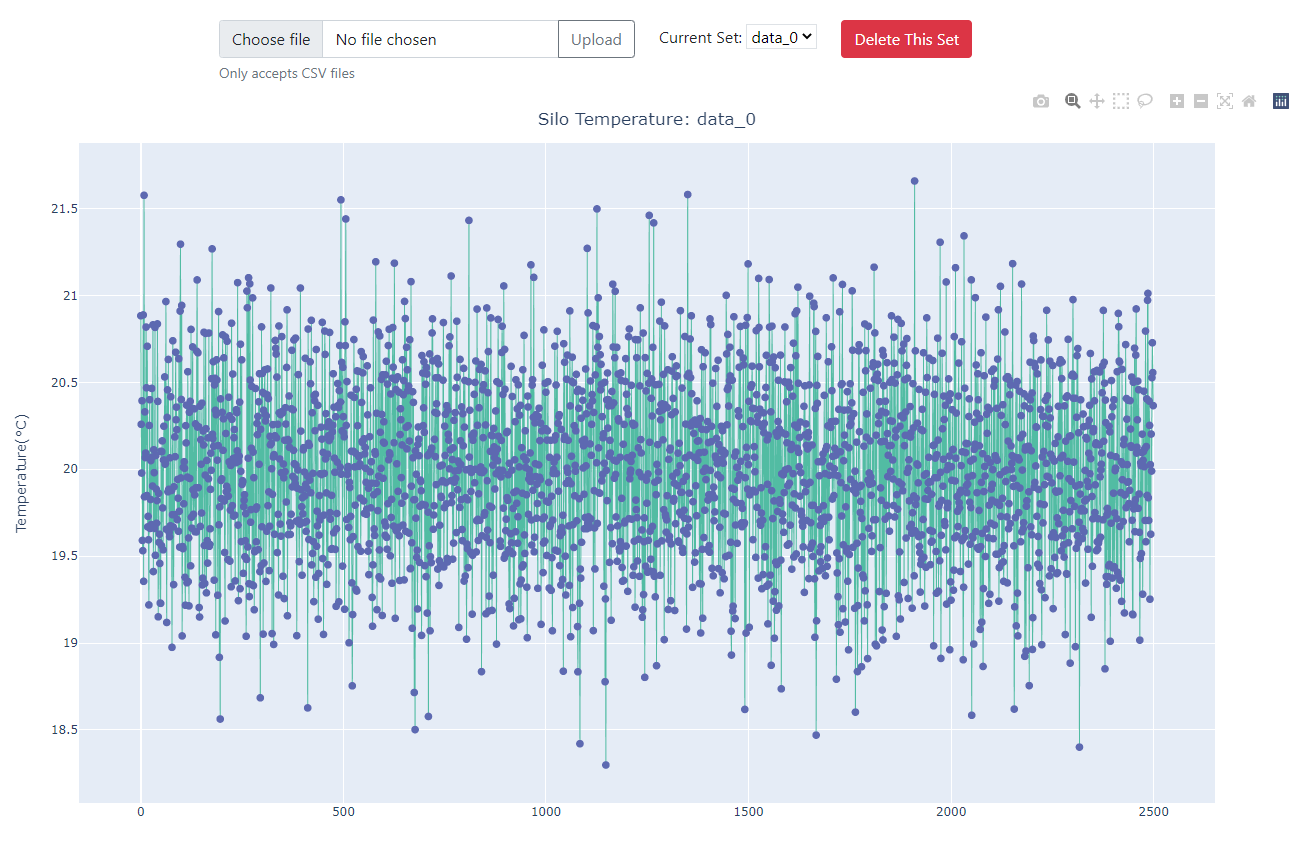 Choose file No file chosen Upload Current Set: data_0 Delete This Set
Only accepts CSV files
Silo Temperature: data_0
21.5
21
20.5
20
19.5
19
18.5
Temperature(°C)
0 500 1000 1500 2000 2500